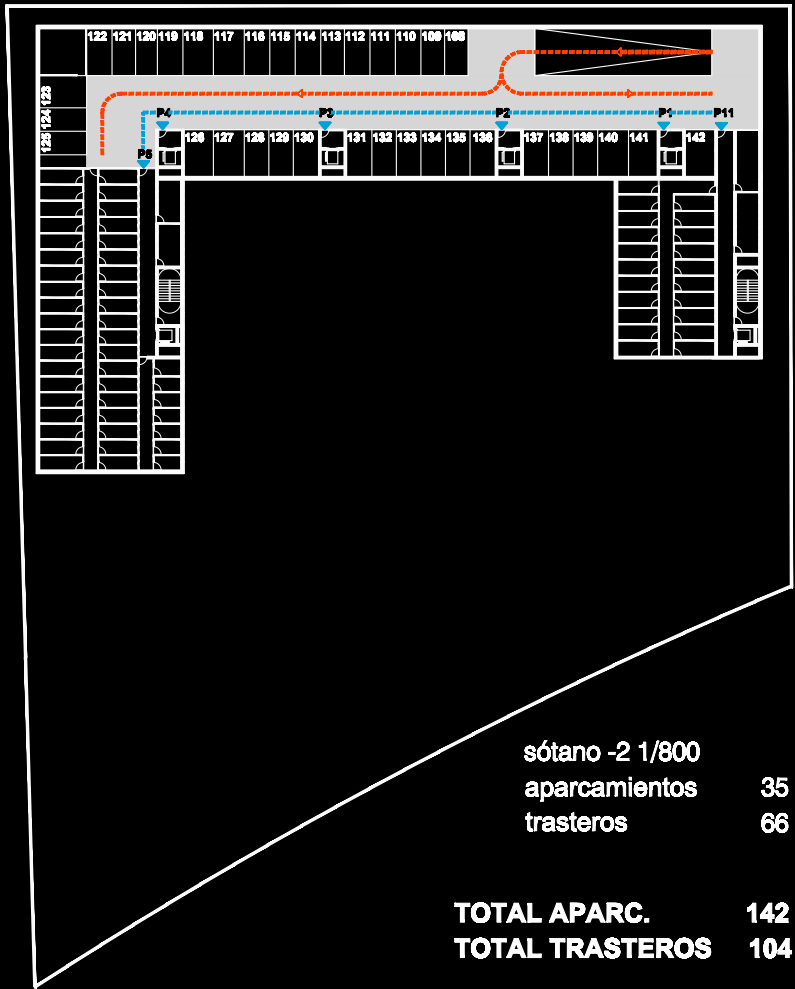 122 121 120 119 118 117 116 115 114 113 112 111 110 109 108
123
124
125
P4 P3 P2 P1 P11
P5
126 127 128 129 130 131 132 133 134 135 136 137 138 139 140 141 142
sótano -2 1/800
aparcamientos 35
trasteros 66
TOTAL APARC. 142
TOTAL TRASTEROS 104